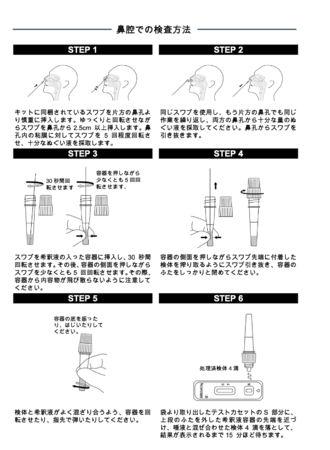 鼻腔での検査方法
STEP 1
キットに同梱されているスワブを片方の鼻孔よ
り慎重に挿入します。ゆっくりと回転させなが
らスワブを鼻孔から 2.5cm 以上挿入します。鼻
孔内の粘膜に対してスワブを 5 回程度回転さ
せ、十分なぬぐい液を採取します。
STEP 2
同じスワブを使用し、もう片方の鼻孔でも同じ
作業を繰り返し、両方の鼻孔から十分な量のぬ
ぐい液を採取してください。鼻孔からスワブを
引き抜きます。
STEP 3
30 秒間回
転させます
容器を押しながら
少なくとも 5 回回
転させます.
スワブを希釈液の入った容器に挿入し、30 秒間
回転させます。その後、容器の側面を押しながら
スワブを少なくとも 5 回回転させます。その際、
容器から内容物が飛び散らないように注意して
ください。
STEP 4
容器の側面を押しながらスワブ先端に付着した
検体を搾り取るようにスワブ引き抜き、容器の
ふたをしっかりと閉めてください。
STEP 5
容器の底を振った
り、はじいたりして
ください。
検体と希釈液がよく混ざり合うよう、容器を回
転させたり、指先で弾いたりしてください。
STEP 6
処理済検体 4 滴
袋より取り出したテストカセットの S 部分に、
上段のふたを外した希釈液容器の先端を近づ
け、唾液と混ぜ合わせた検体 4 滴を落として、
結果が表示されるまで 15 分ほど待ちます。